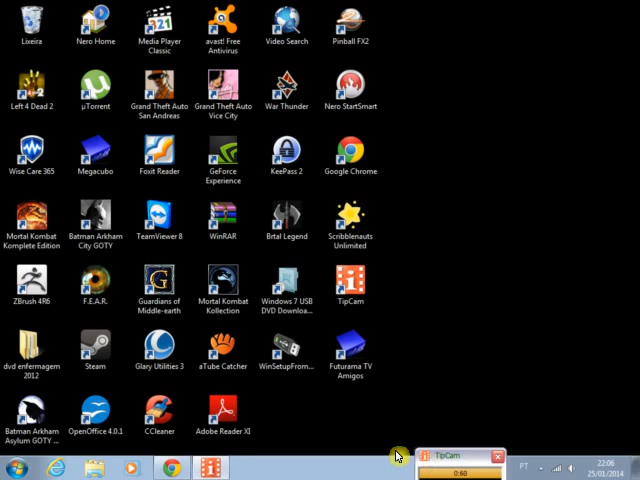 Lixeira
Nero Home
Media Player
Classic
avast! Free
Antivirus
Video Search
Pinball FX2
Left 4 Dead 2
µTorrent
Grand Theft Auto
San Andreas
Grand Theft Auto
Vice City
War Thunder
Nero StartSmart
Wise Care 365
Megacubo
Foxit Reader
GeForce
Experience
KeePass 2
Google Chrome
Mortal Kombat
Komplete Edition
Batman Arkham
City GOTY
TeamViewer 8
WinRAR
Brtal Legend
Scribblenauts
Unlimited
ZBrush 4R6
F.E.A.R.
Guardians of
Middle-earth
Mortal Kombat
Kollection
Windows 7 USB
DVD Downloa...
TipCam
dvd enfermagem
2012
Steam
Glary Utilities 3
aTube Catcher
WinSetupFrom...
Futurama TV
Amigos
Batman Arkham
Asylum GOTY ...
OpenOffice 4.0.1
CCleaner
Adobe Reader XI
TipCam
0:60
PT
22:06
25/01/2014